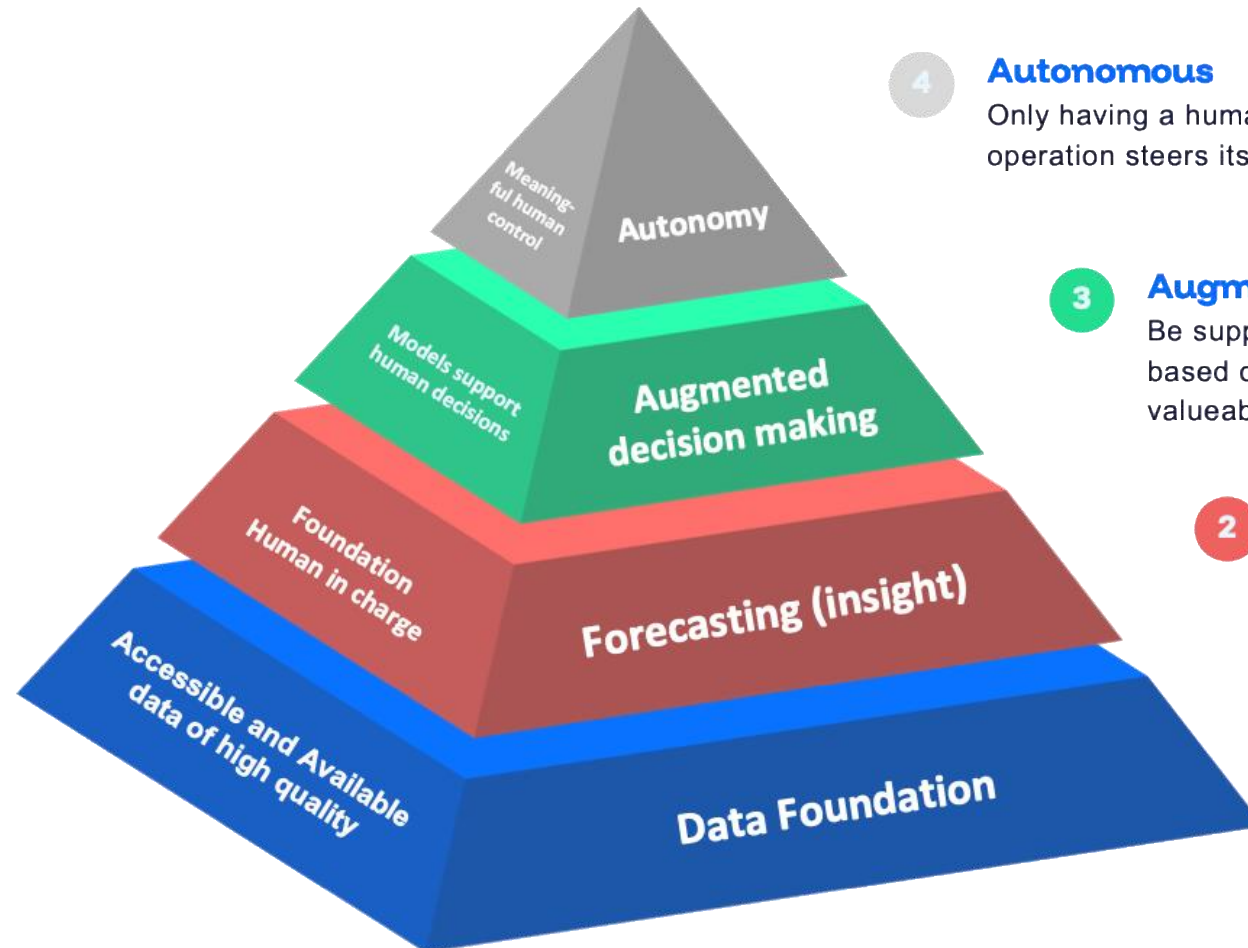 4
Autonomous
Only having a huma
operation steers its
Meaning-
ful human
control
Autonomy
3
Augm
Be supp
based o
valueab
Models support
human decisions
Augmented
decision making
2
Foundation
Human in charge
Forecasting (insight)
Accessible and Available
data of high quality
Data Foundation